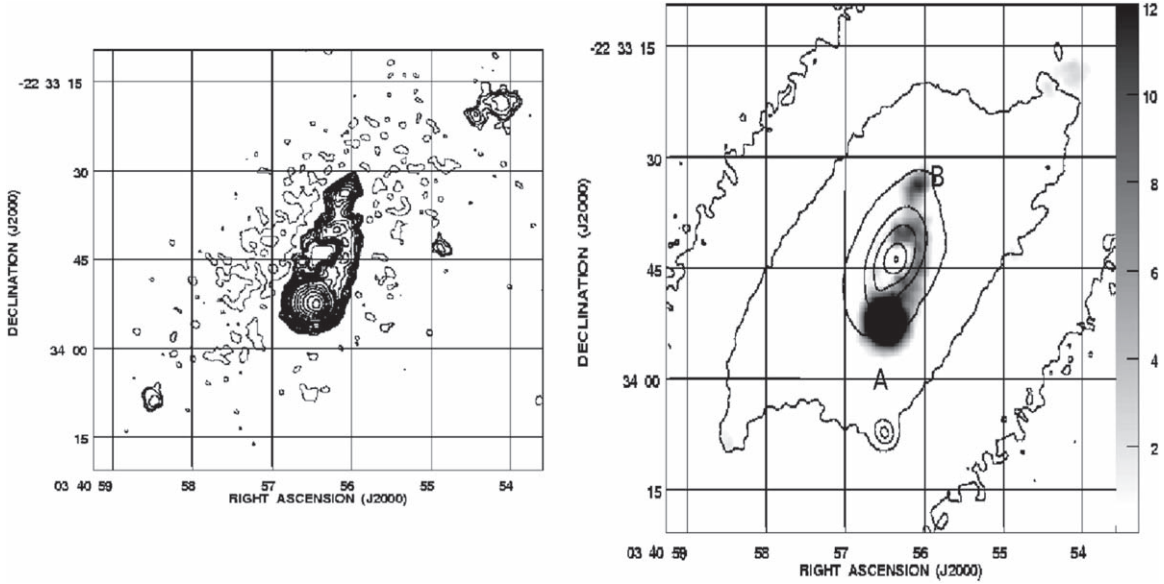 -22 33 15
30
45
34 00
15
DECLINATION (J2000)
03 40 59
58
57
56
55
54
RIGHT ASCENSION (J2000)
-22 33 15
30
45
34 00
15
DECLINATION (J2000)
B
A
03 40 59
58
57
56
55
54
RIGHT ASCENSION (J2000)
12
10
8
6
4
2